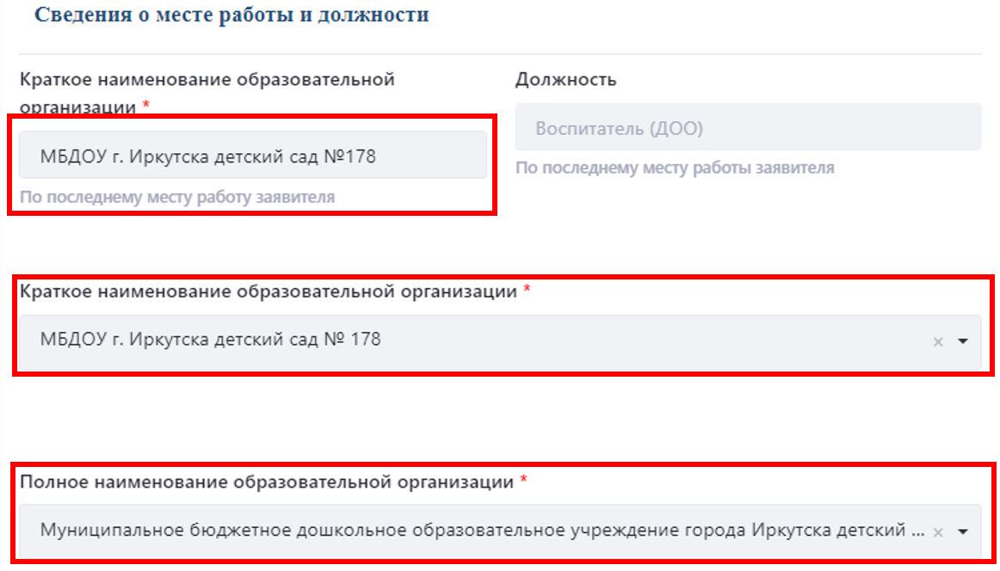 Сведения о месте работы и должности
Краткое наименование образовательной
организации *
МБДОУ г. Иркутска детский сад №178
По последнему месту работу заявителя
Должность
Воспитатель (ДОО)
По последнему месту работы заявителя
Краткое наименование образовательной организации *
МБДОУ г. Иркутска детский сад № 178
Полное наименование образовательной организации *
Муниципальное бюджетное дошкольное образовательное учреждение города Иркутска детский ...